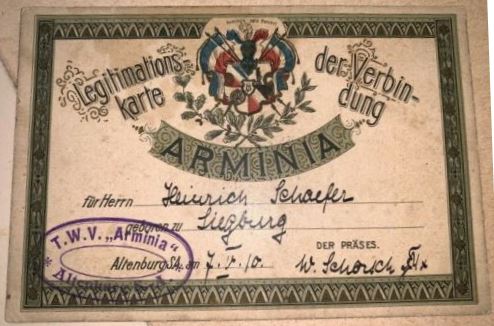 Legitimations
karte
der Verbin-
dung
ARMINIA
für Herrn Heinrich Schaefer
geboren zu Siegburg
DER PRÄSES.
Altenburg S/A. am 7. V. 10. W. Schorsch
T.W.V. „Arminia"
* Altenburg S.-A. *